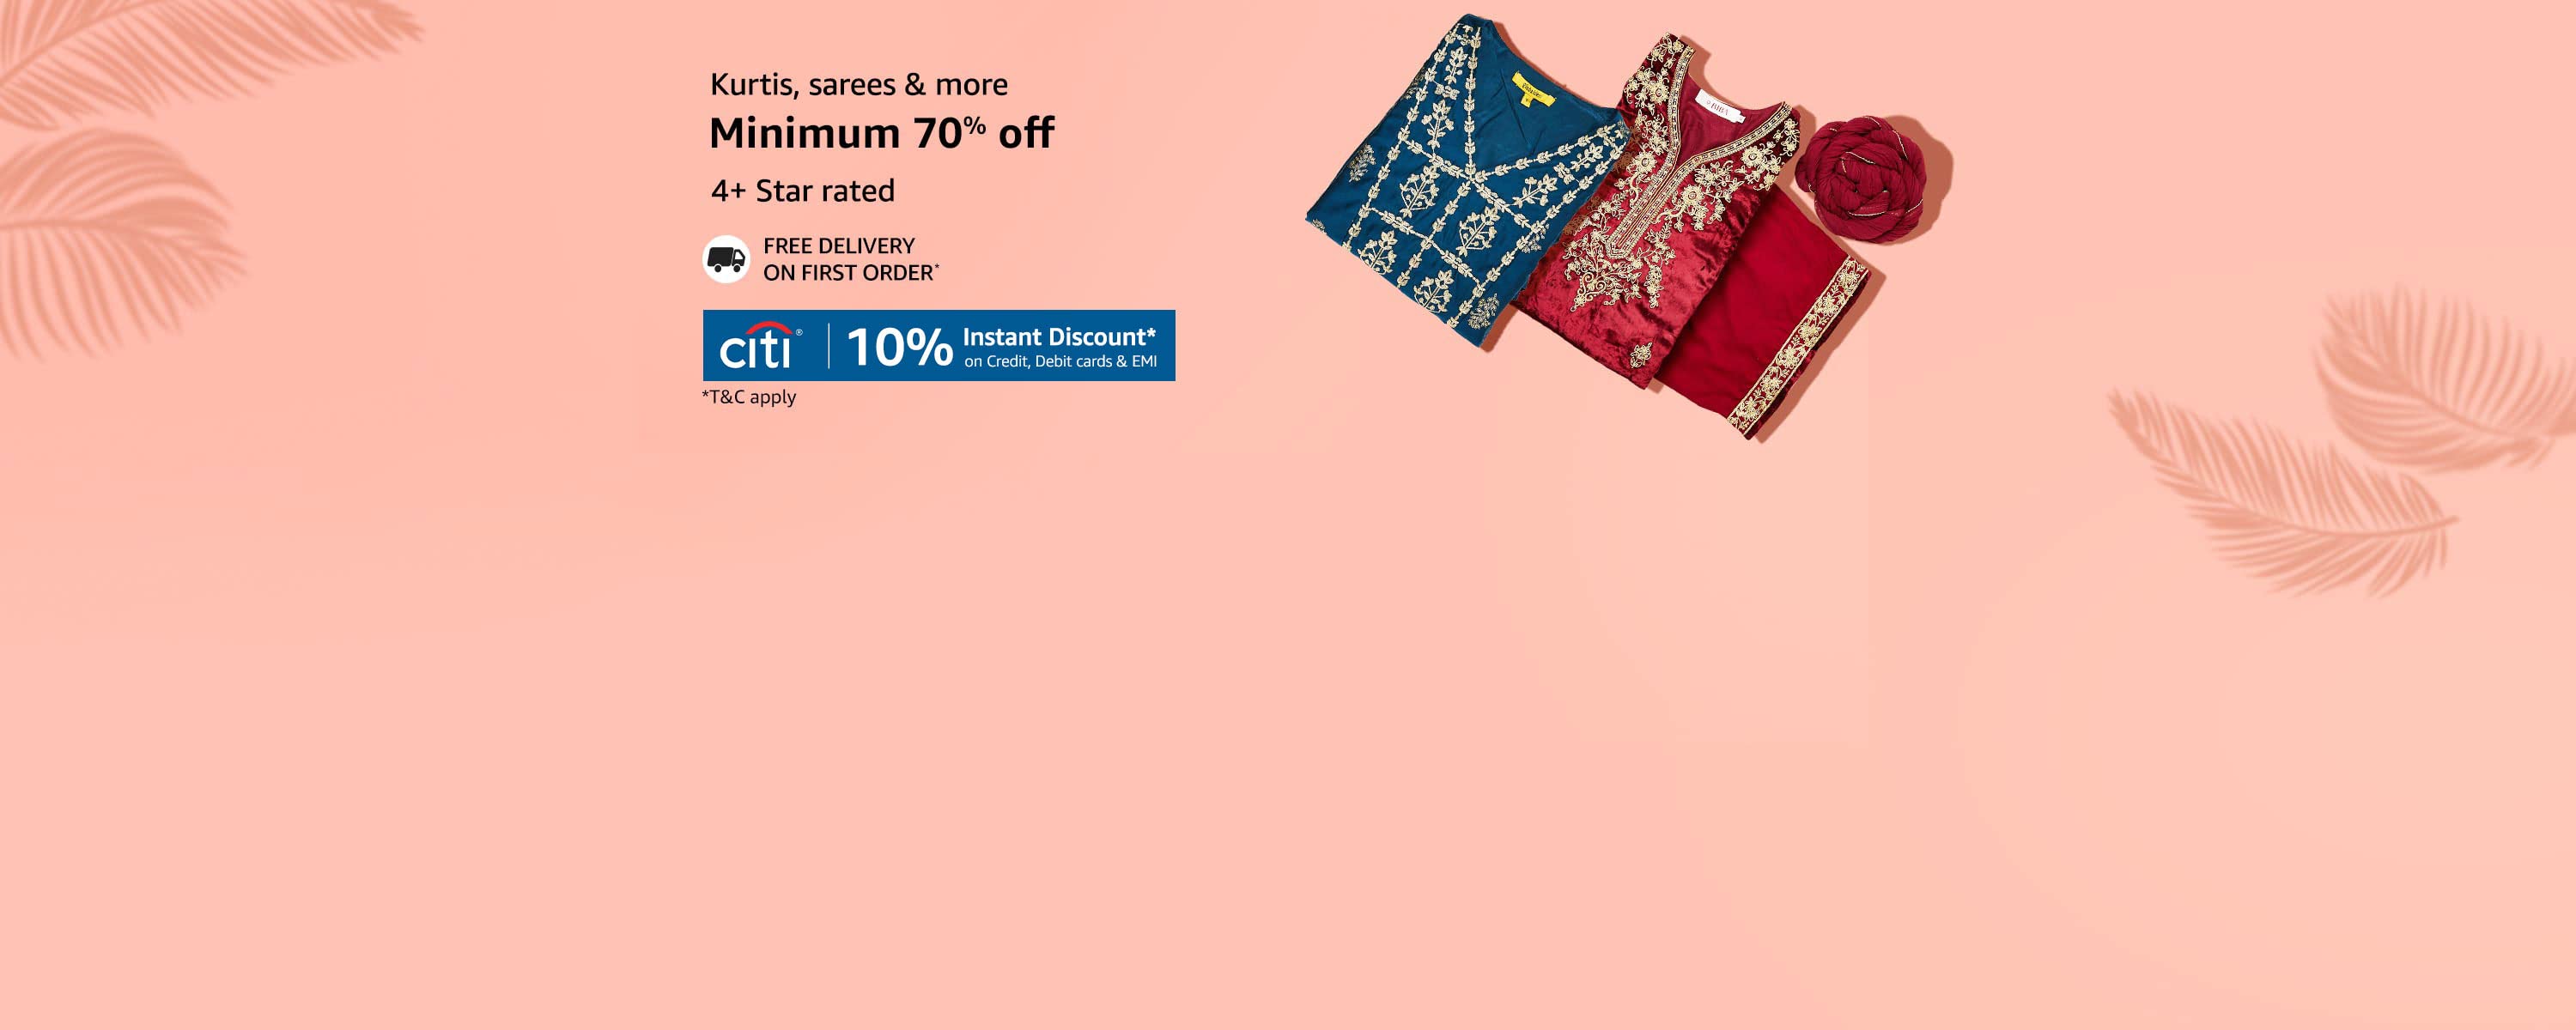 Kurtis, sarees & more
Minimum 70% off
4+ Star rated
FREE DELIVERY
ON FIRST ORDER*
citi® | 10% Instant Discount*
on Credit, Debit cards & EMI
*T&C apply
BIBA